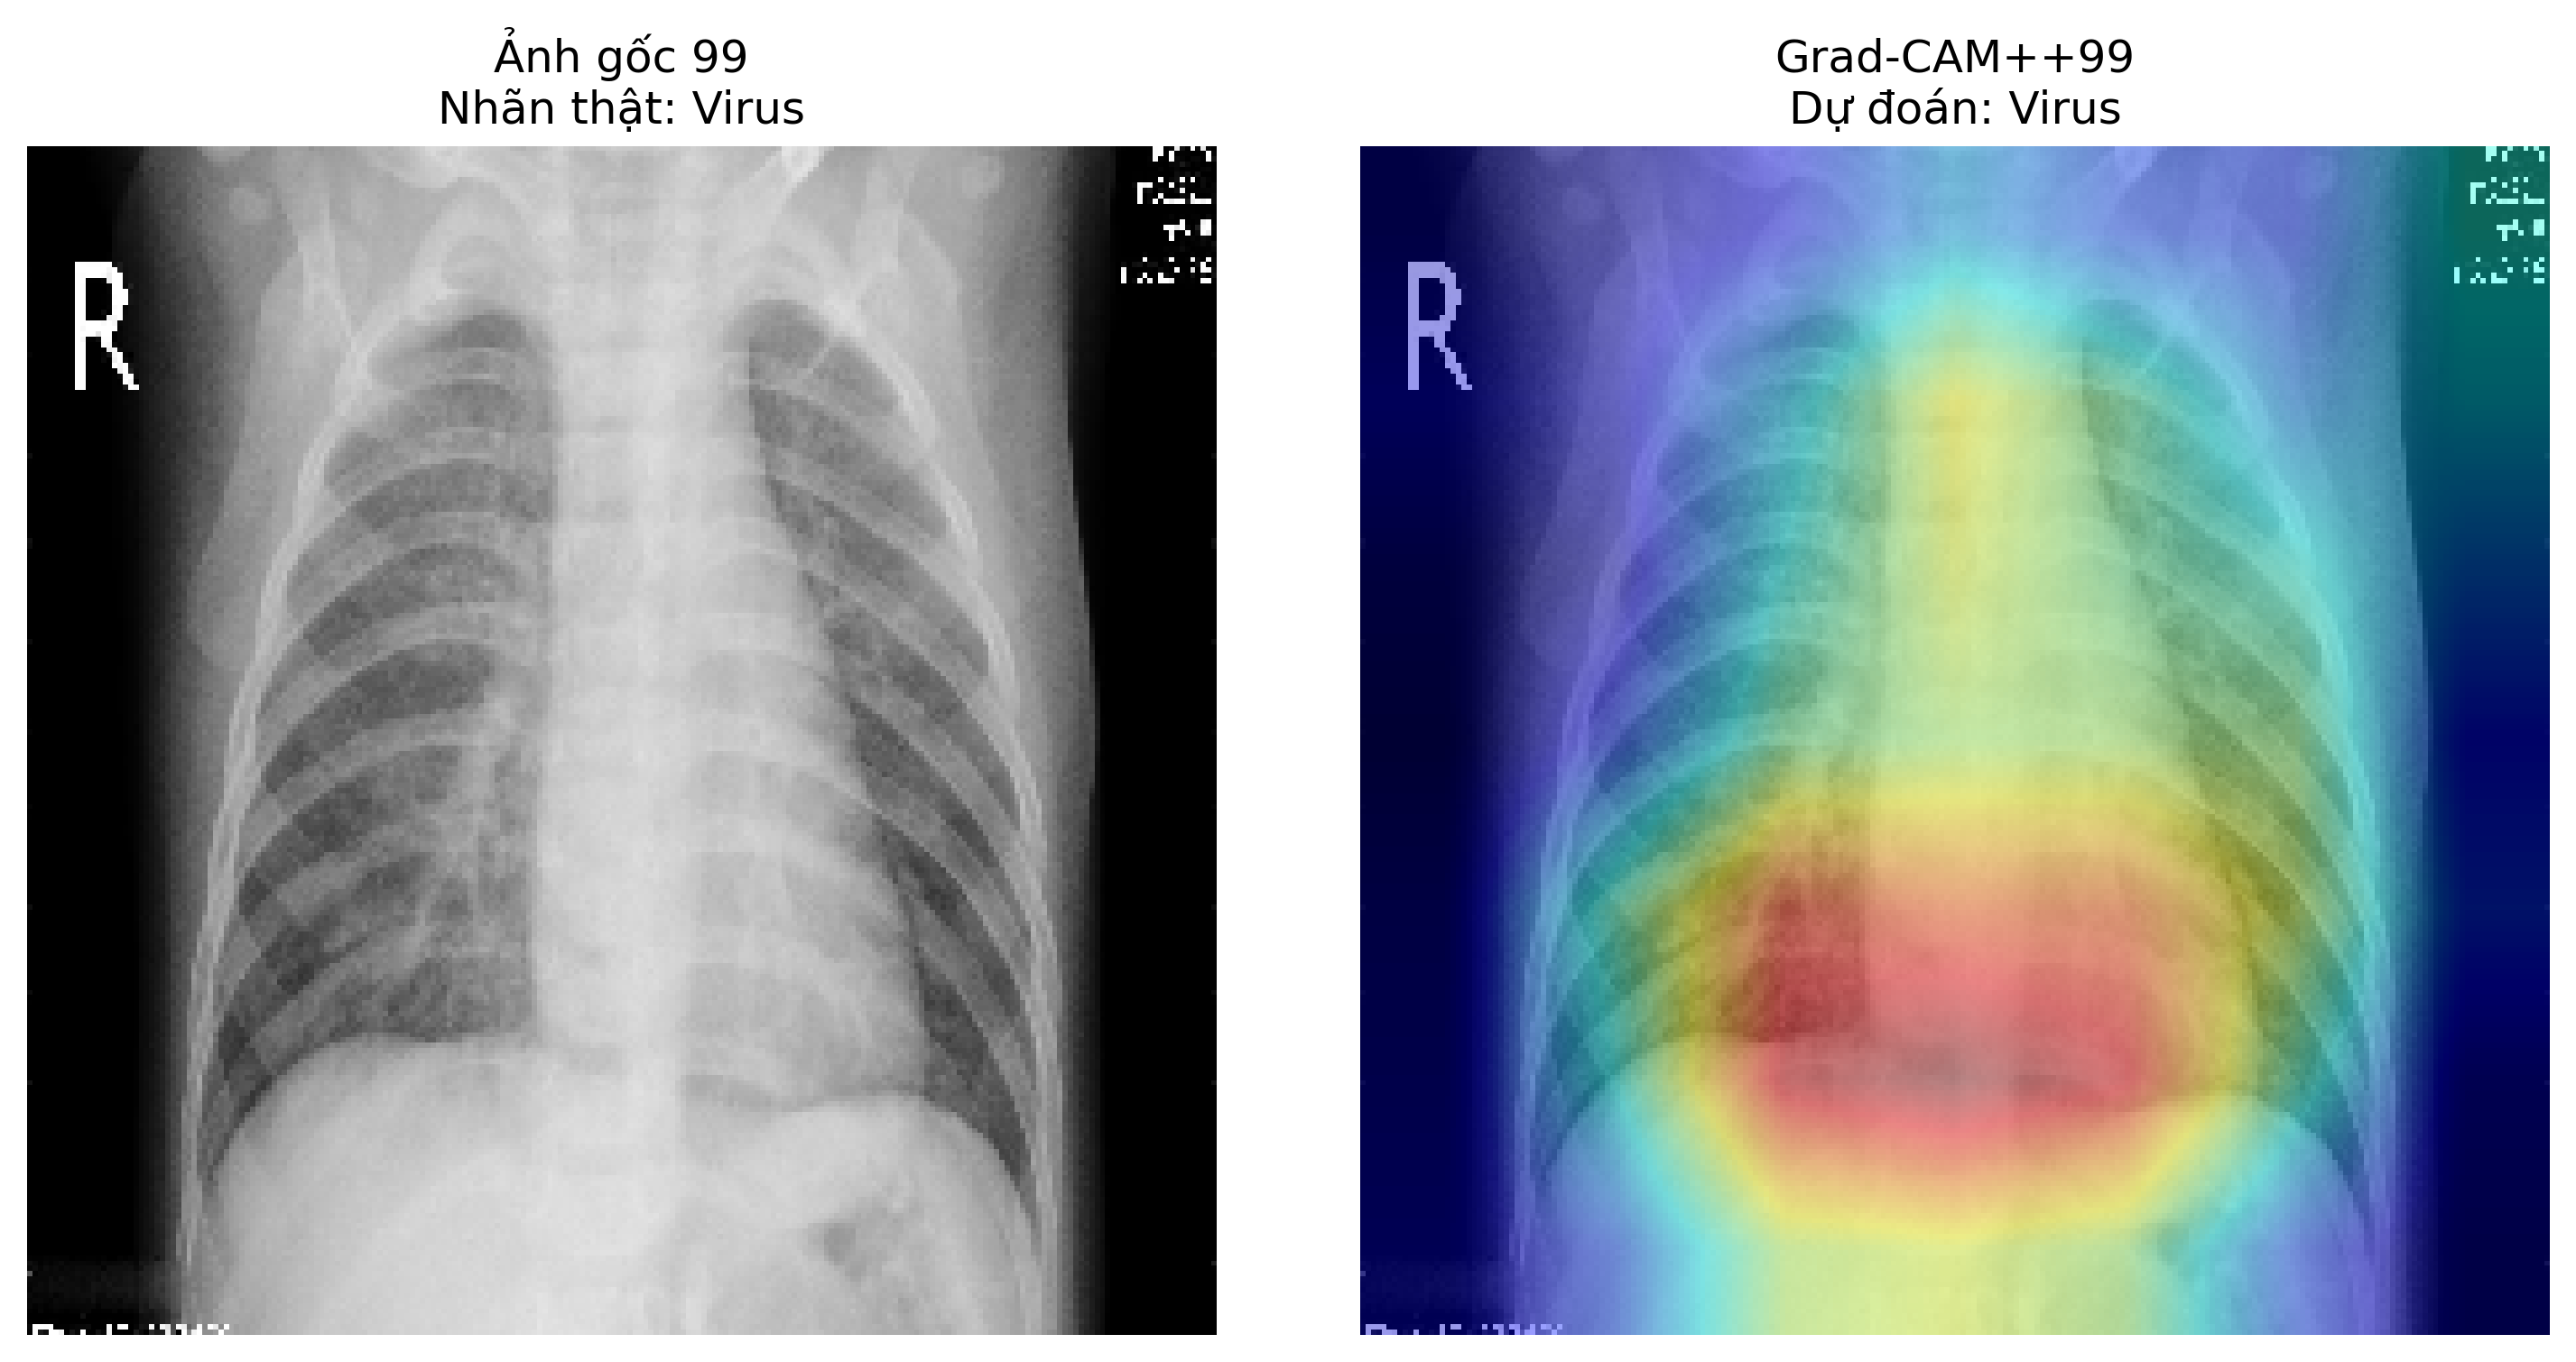 Ảnh gốc 99
Nhãn thật: Virus
R
Grad-CAM++99
Dự đoán: Virus
R